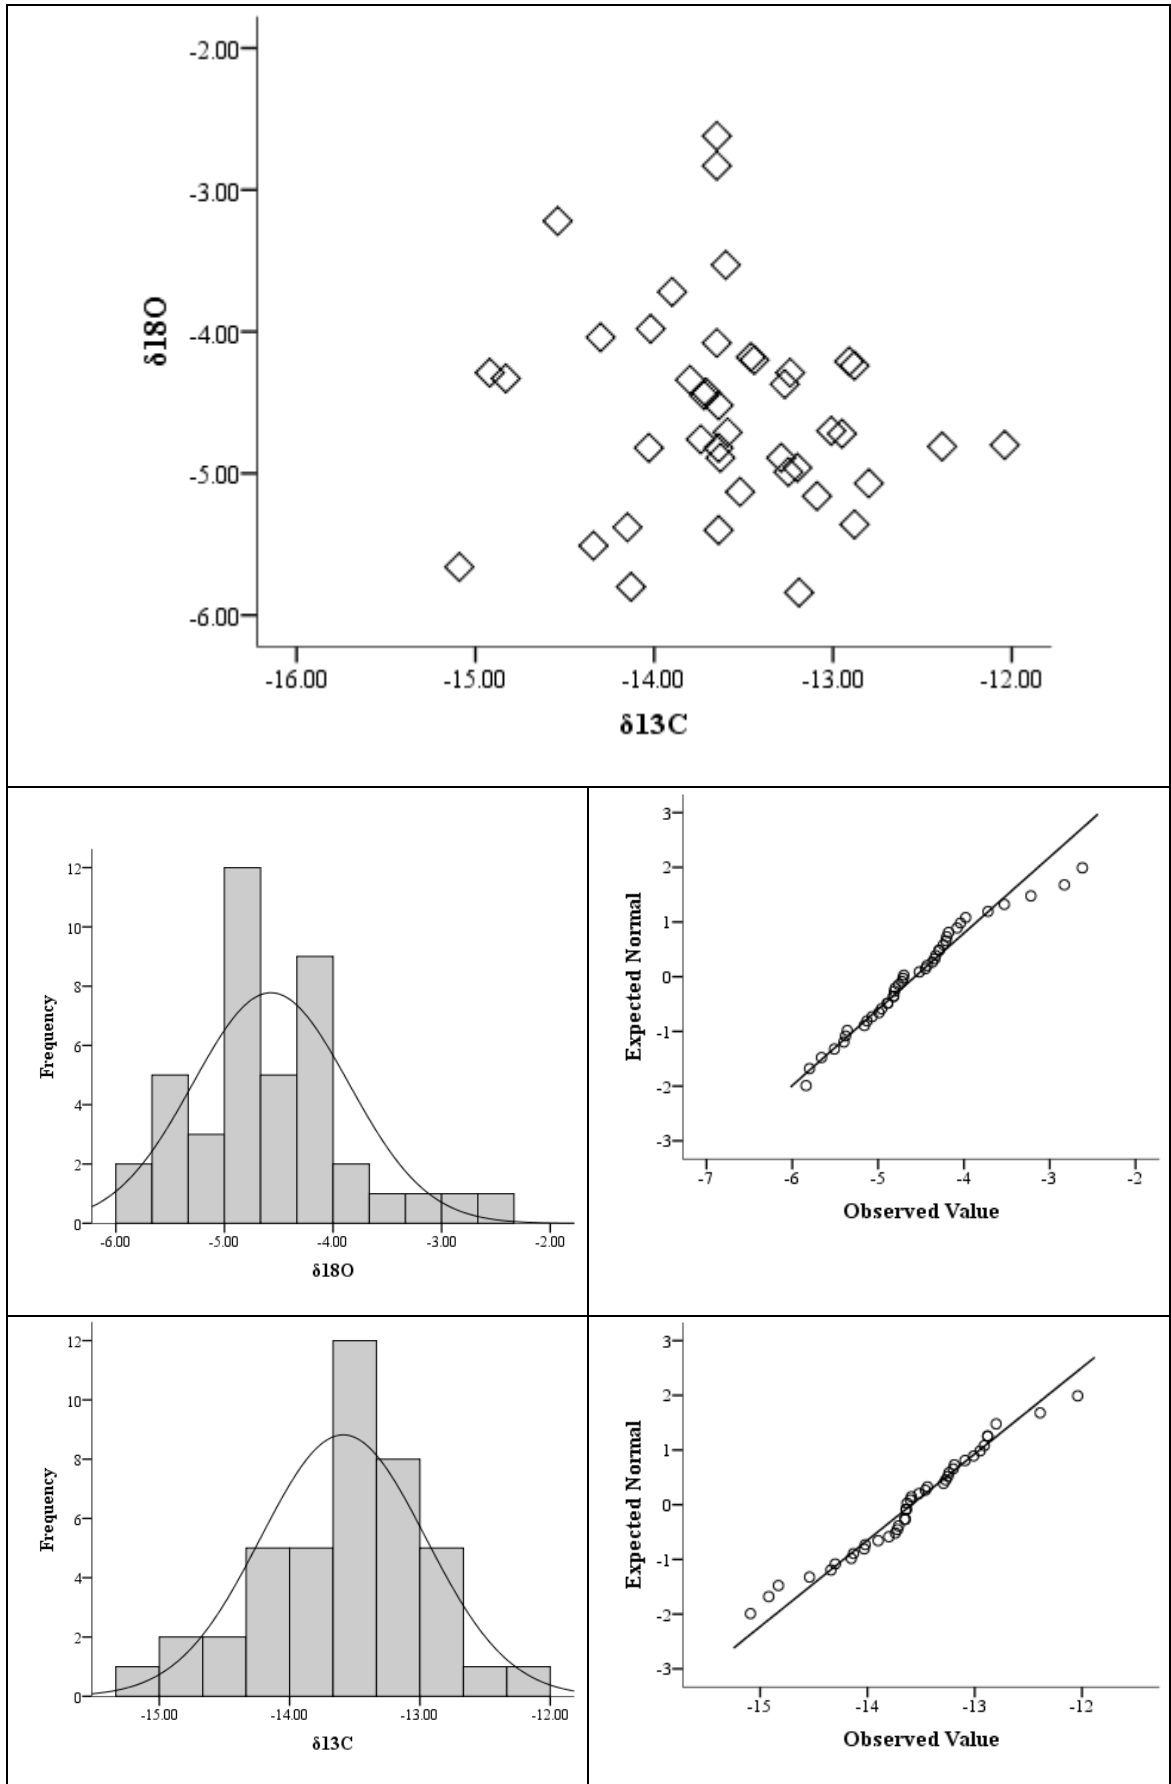 -2.00
-3.00
-4.00
-5.00
-6.00
δ18O
-16.00 -15.00 -14.00 -13.00 -12.00
δ13C
12
10
8
6
4
2
0
Frequency
-6.00 -5.00 -4.00 -3.00 -2.00
δ18O
3
2
1
0
-1
-2
-3
Expected Normal
-7 -6 -5 -4 -3 -2
Observed Value
12
10
8
6
4
2
0
Frequency
-15.00 -14.00 -13.00 -12.00
δ13C
3
2
1
0
-1
-2
-3
Expected Normal
-15 -14 -13 -12
Observed Value